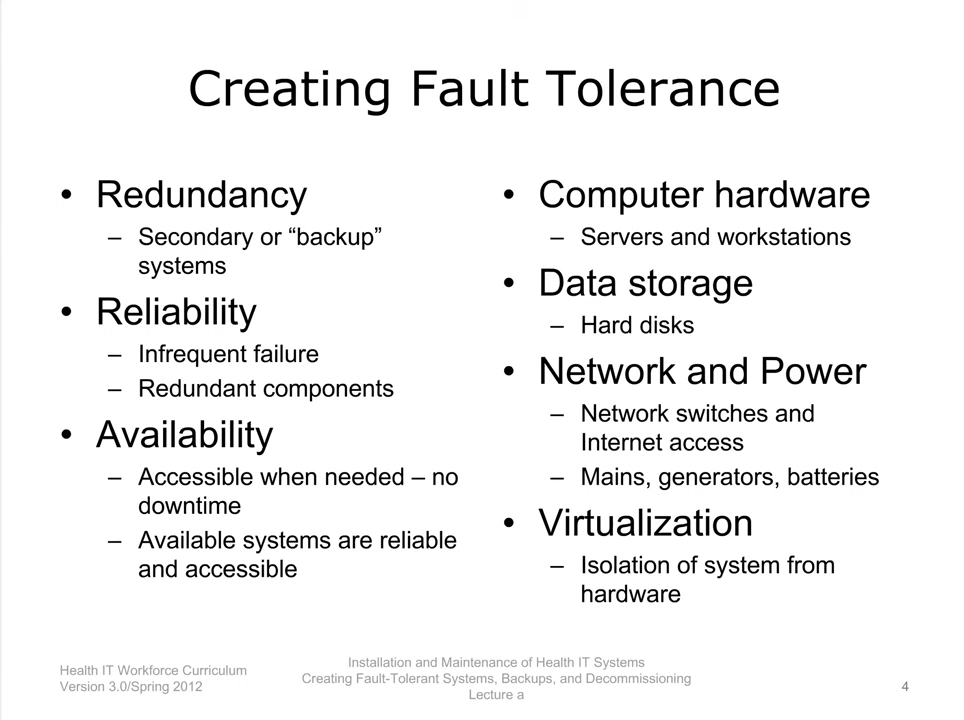 Creating Fault Tolerance
• Redundancy
– Secondary or “backup”
systems
• Reliability
– Infrequent failure
– Redundant components
• Availability
– Accessible when needed – no
downtime
– Available systems are reliable
and accessible
• Computer hardware
– Servers and workstations
• Data storage
– Hard disks
• Network and Power
– Network switches and
Internet access
– Mains, generators, batteries
• Virtualization
– Isolation of system from
hardware
Health IT Workforce Curriculum
Version 3.0/Spring 2012
Installation and Maintenance of Health IT Systems
Creating Fault-Tolerant Systems, Backups, and Decommissioning
Lecture a
4